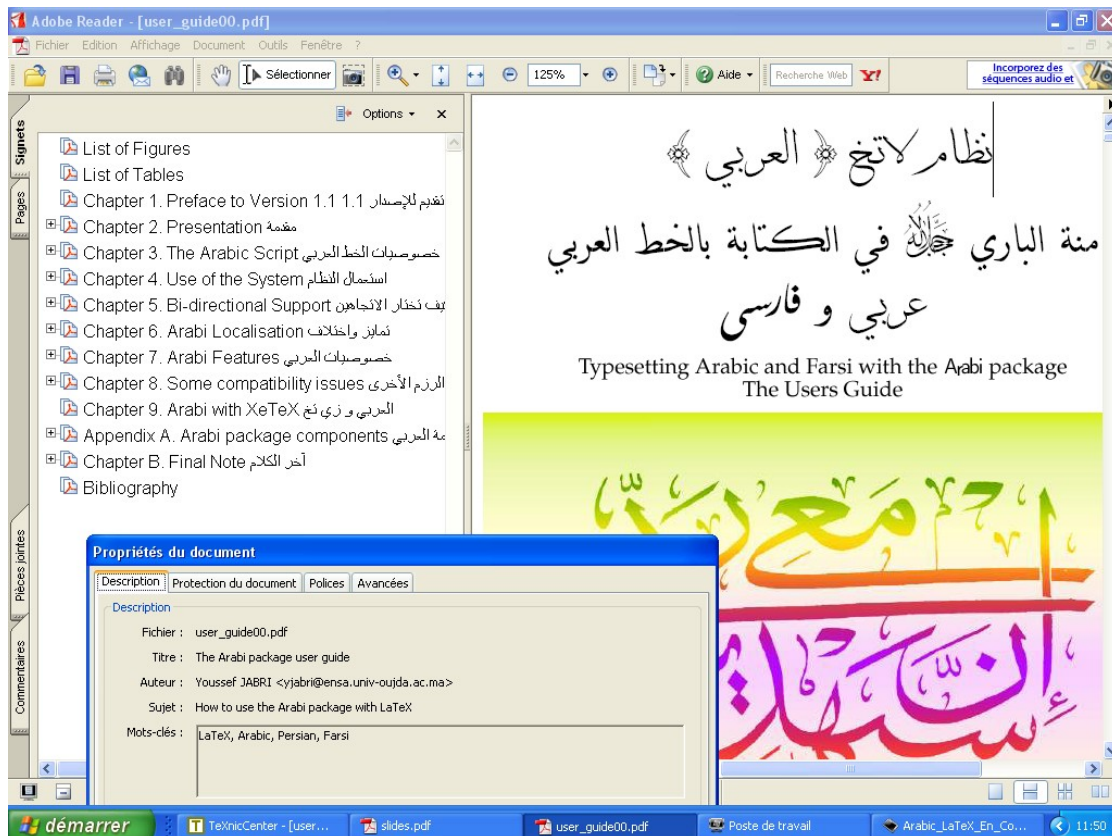 Adobe Reader - [user_guide00.pdf]
Fichier Edition Affichage Document Outils Fenêtre ?
Sélectionner
125%
Aide
Recherche Web
Y!
Incorporez des
séquences audio et
Signets
Pages
Pièces jointes
Commentaires
Options
List of Figures
List of Tables
Chapter 1. Preface to Version 1.1 1.1 تقديم للإصدار
Chapter 2. Presentation مقدمة
Chapter 3. The Arabic Script خصوصيات الخط العربي
Chapter 4. Use of the System استعمال النظام
Chapter 5. Bi-directional Support يف تختار الاتجاهين
Chapter 6. Arabi Localisation تمايز واختلاف
Chapter 7. Arabi Features خصوصيات العربي
Chapter 8. Some compatibility issues الرزم الأخرى
Chapter 9. Arabi with XeTeX العربي و زي تخ
Appendix A. Arabi package components مة العربي
Chapter B. Final Note آخر الكلام
Bibliography
نظام لاتخ ﴿ العربي ﴾
منة الباري ﷻ في الكتابة بالخط العربي
عربي و فارسی
Typesetting Arabic and Farsi with the Arabi package
The Users Guide
Propriétés du document
Description Protection du document Polices Avancées
Description
Fichier : user_guide00.pdf
Titre : The Arabi package user guide
Auteur : Youssef JABRI <yjabri@ensa.univ-oujda.ac.ma>
Sujet : How to use the Arabi package with LaTeX
Mots-clés : LaTeX, Arabic, Persian, Farsi
démarrer
TeXnicCenter - [user...
slides.pdf
user_guide00.pdf
Poste de travail
Arabic_LaTeX_En_Co...
11:50